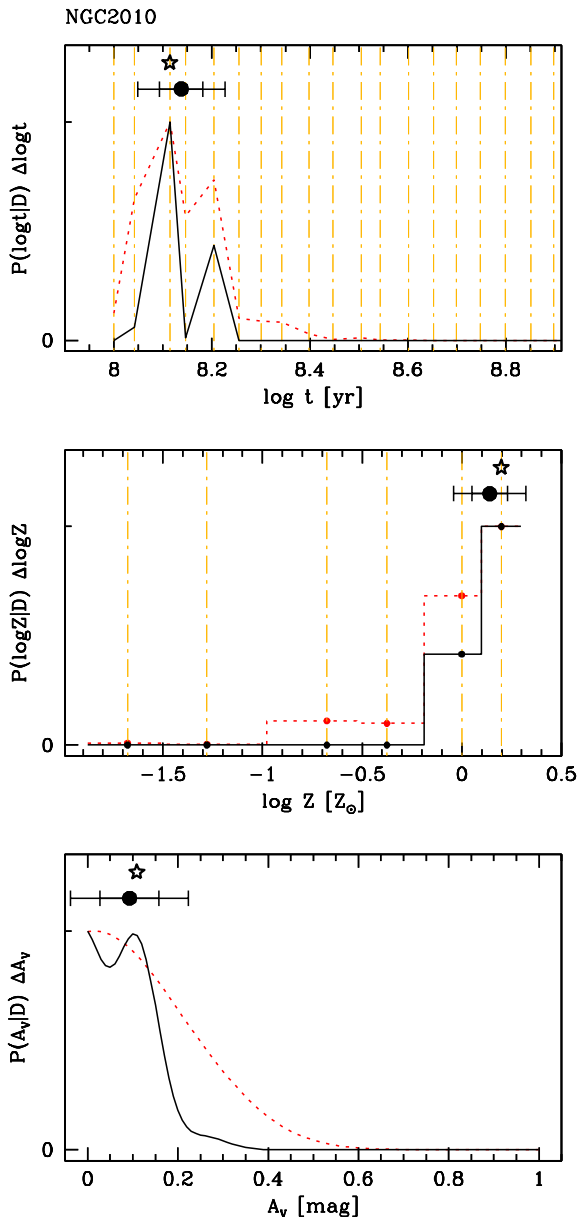 NGC2010
P(logt|D) Δlogt
0
8 8.2 8.4 8.6 8.8
log t [yr]
P(logZ|D) ΔlogZ
0
-1.5 -1 -0.5 0 0.5
log Z [Z⊙]
P(Aᵥ|D) ΔAᵥ
0
0 0.2 0.4 0.6 0.8 1
Aᵥ [mag]